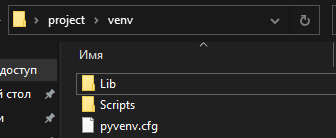 project > venv
Имя
доступ
Lib
й стол
Scripts
pyvenv.cfg